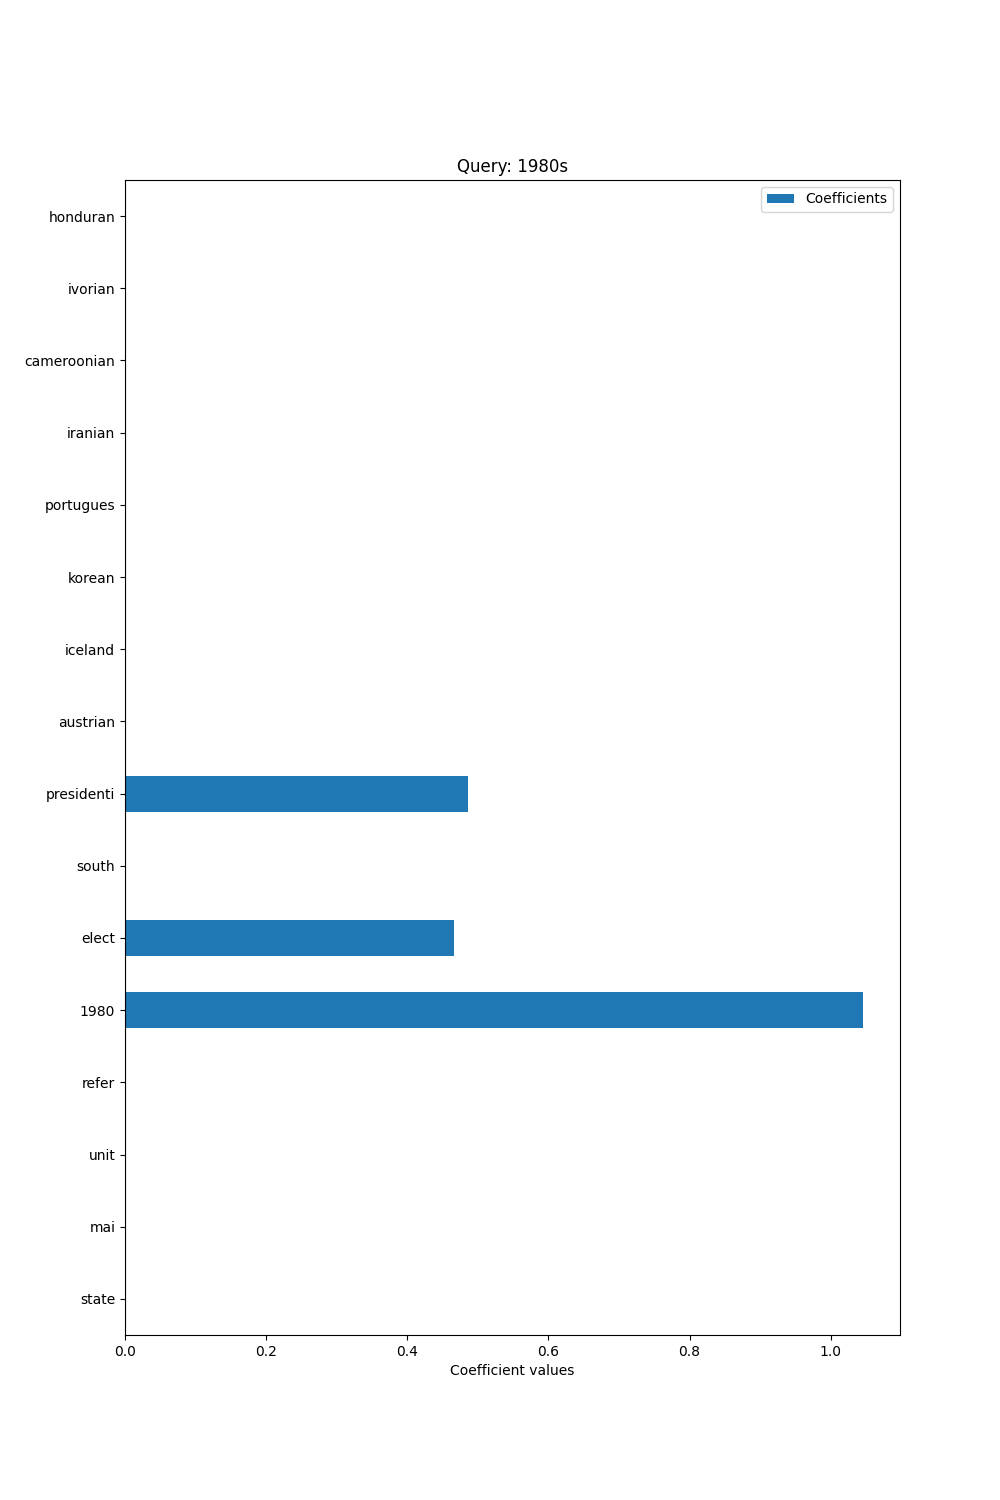 Query: 1980s
Coefficients
honduran
ivorian
cameroonian
iranian
portugues
korean
iceland
austrian
presidenti
south
elect
1980
refer
unit
mai
state
0.0 0.2 0.4 0.6 0.8 1.0
Coefficient values